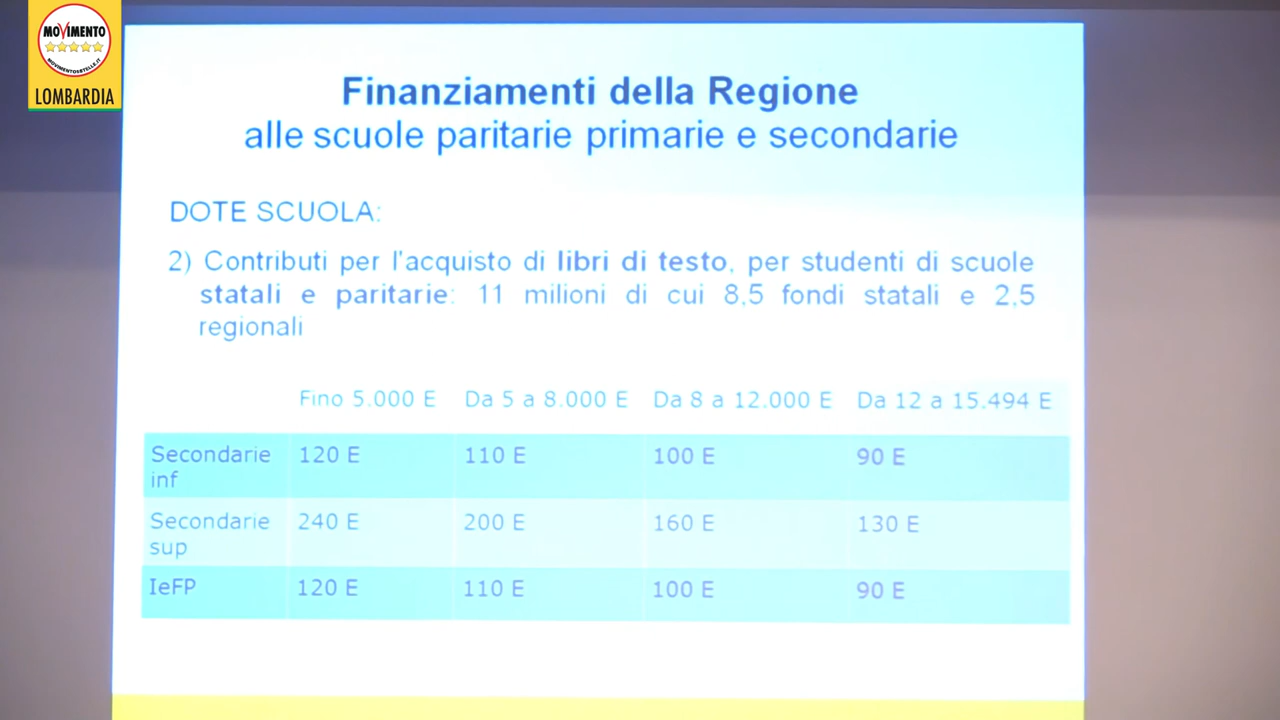 MOVIMENTO
MOVIMENTO5STELLE.IT
LOMBARDIA
Finanziamenti della Regione
alle scuole paritarie primarie e secondarie
DOTE SCUOLA:
2) Contributi per l'acquisto di libri di testo, per studenti di scuole
statali e paritarie: 11 milioni di cui 8,5 fondi statali e 2,5
regionali
Fino 5.000 E Da 5 a 8.000 E Da 8 a 12.000 E Da 12 a 15.494 E
Secondarie inf 120 E 110 E 100 E 90 E
Secondarie sup 240 E 200 E 160 E 130 E
IeFP 120 E 110 E 100 E 90 E